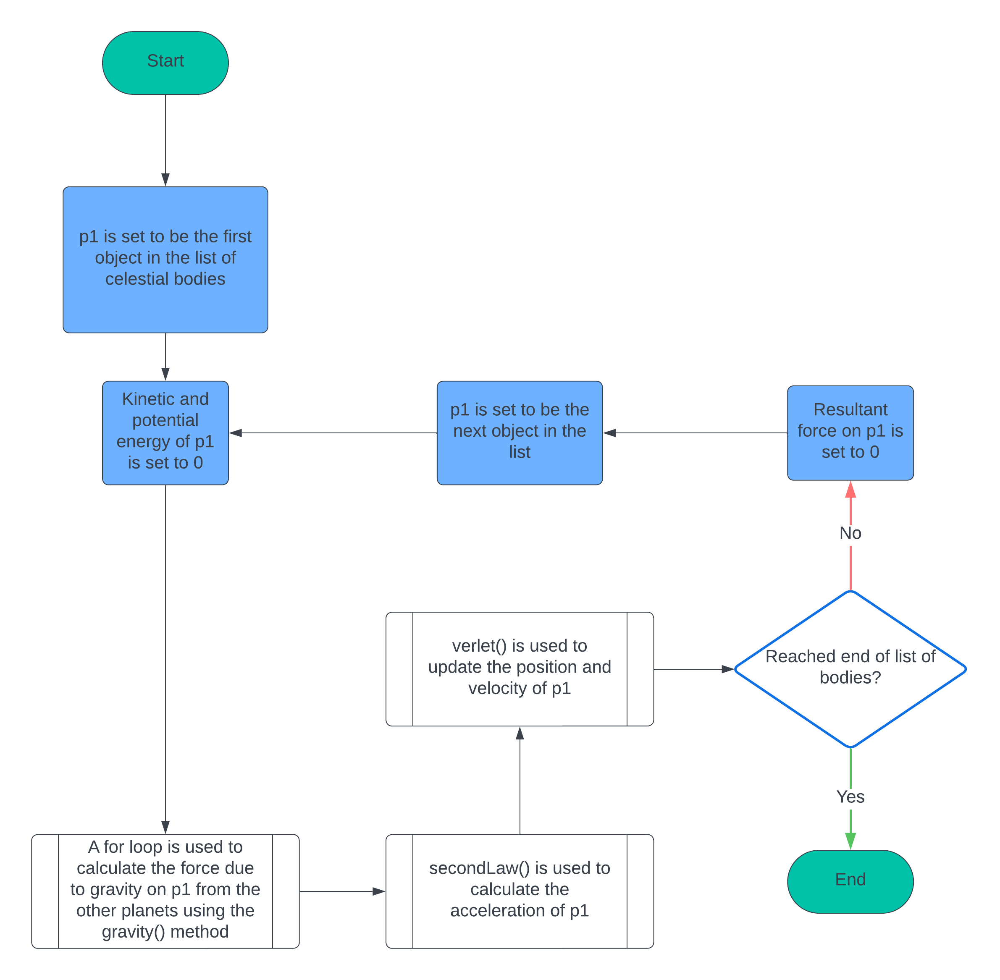 Start
p1 is set to be the first
object in the list of
celestial bodies
Kinetic and
potential
energy of p1
is set to 0
p1 is set to be the
next object in the
list
Resultant
force on p1 is
set to 0
No
verlet() is used to
update the position and
velocity of p1
Reached end of list of
bodies?
Yes
A for loop is used to
calculate the force due
to gravity on p1 from the
other planets using the
gravity() method
secondLaw() is used to
calculate the
acceleration of p1
End